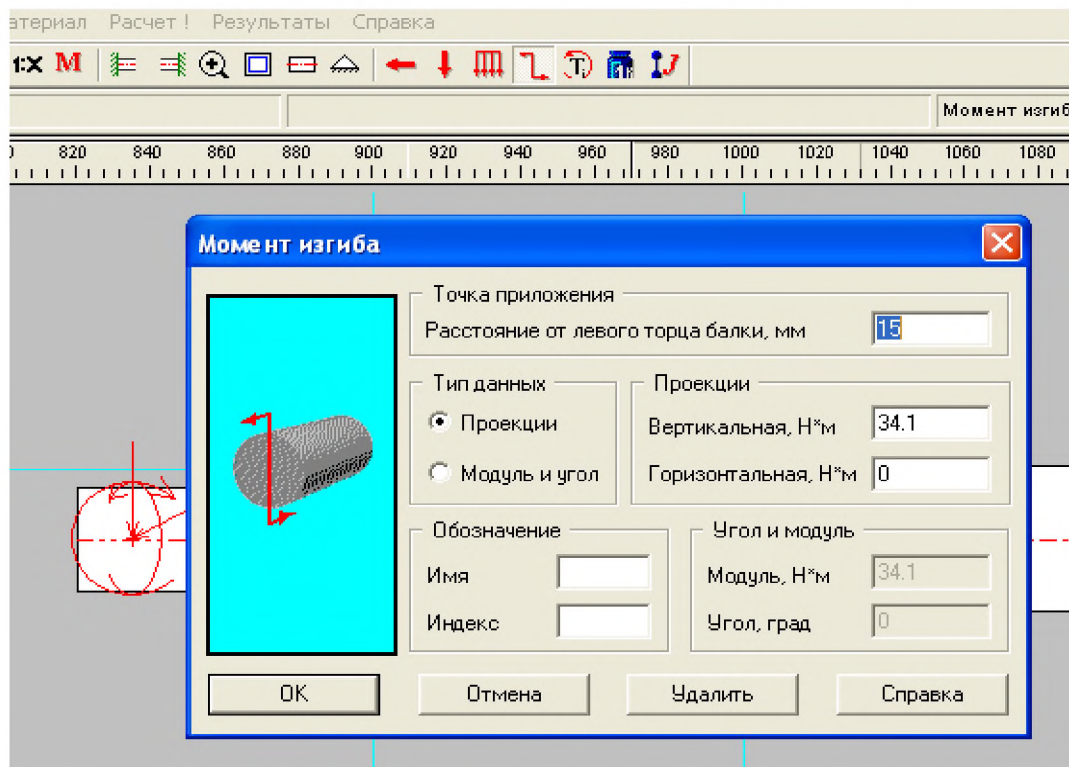 атериал Расчет ! Результаты Справка
1:X M T J
Момент изгиб
820 840 860 880 900 920 940 960 980 1000 1020 1040 1060 1080
Момент изгиба
Точка приложения
Расстояние от левого торца балки, мм 15
Тип данных Проекции
Проекции Вертикальная, Н*м 34.1
Модуль и угол Горизонтальная, Н*м 0
Обозначение Угол и модуль
Имя Модуль, Н*м 34.1
Индекс Угол, град 0
OK Отмена Удалить Справка